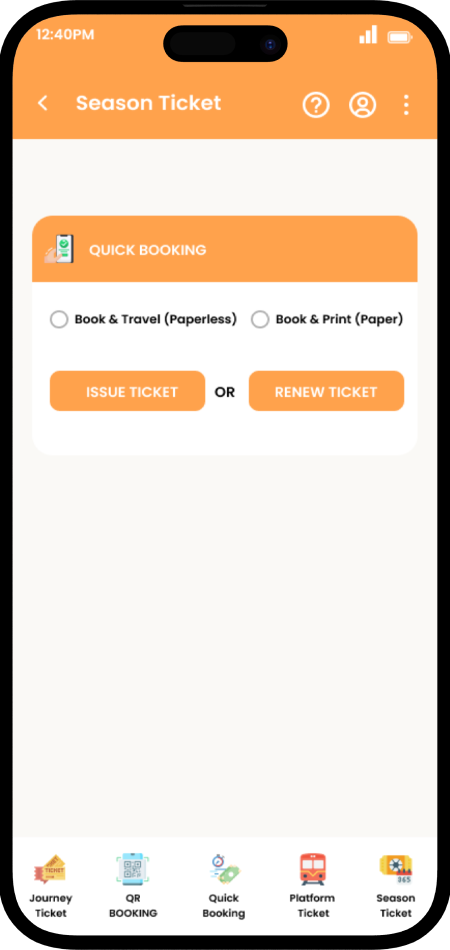 12:40PM
Season Ticket
QUICK BOOKING
Book & Travel (Paperless) Book & Print (Paper)
ISSUE TICKET OR RENEW TICKET
TICKET
365
Journey Ticket
QR BOOKING
Quick Booking
Platform Ticket
Season Ticket